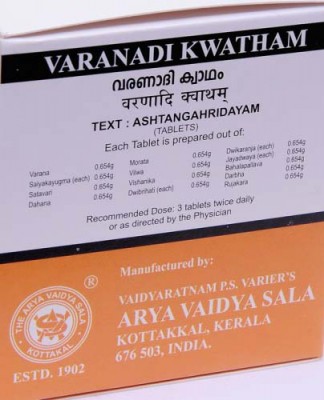 VARANADI KWATHAM
വരണാദി ക്വാഥം
वरणादि क्वाथम्
TEXT : ASHTANGAHRIDAYAM
(TABLETS)
Each Tablet is prepared out of:
Varana 0.654g
Saiyakayugma (each) 0.654g
Satavari 0.654g
Dahana 0.654g
Morata 0.654g
Vilwa 0.654g
Vishanika 0.654g
Dwibrihati (each) 0.654g
Dwikaranja (each) 0.654g
Jayadwaya (each) 0.654g
Bahalapallava 0.654g
Darbha 0.654g
Rujakara 0.654g
Recommended Dose: 3 tablets twice daily
or as directed by the Physician
Manufactured by:
VAIDYARATNAM P.S. VARIER'S
ARYA VAIDYA SALA
KOTTAKKAL, KERALA
676 503, INDIA.
THE ARYA VAIDYA SALA
KOTTAKAL
®
ESTD. 1902